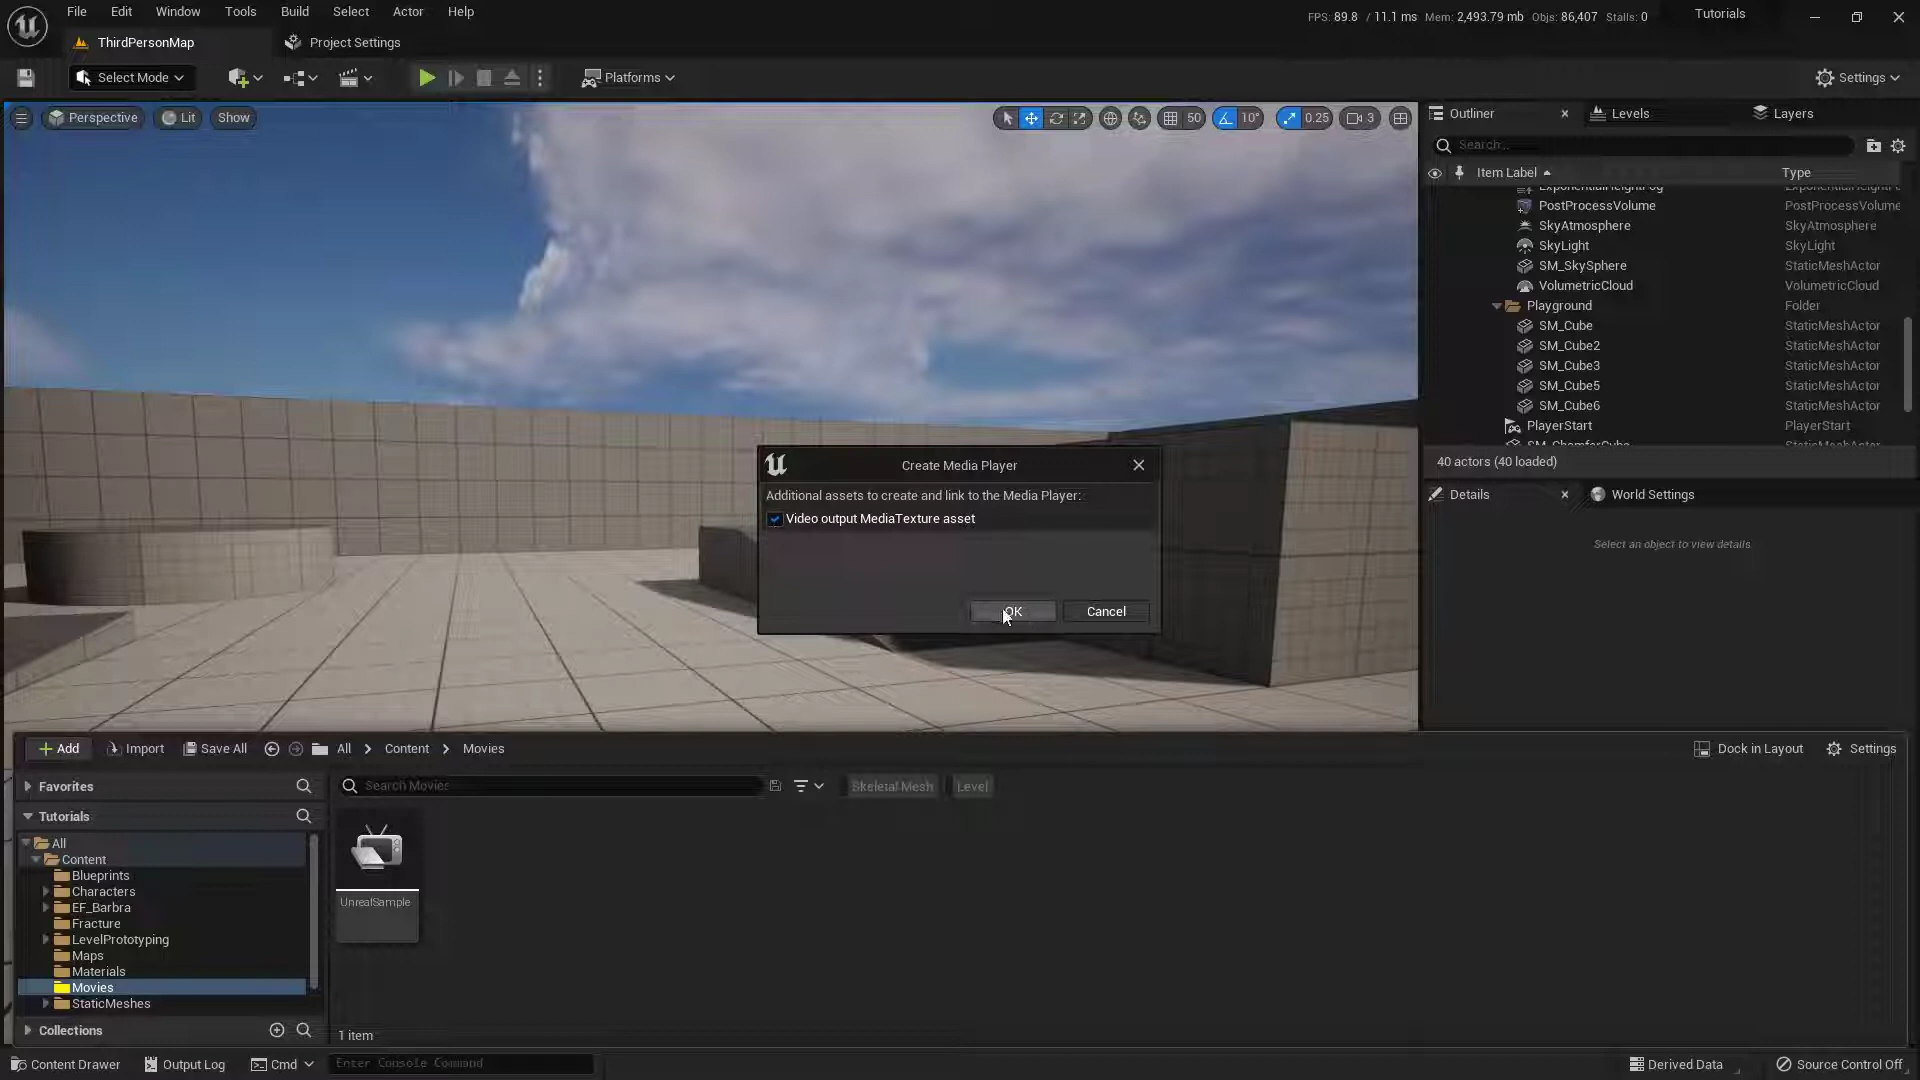 File Edit Window Tools Build Select Actor Help
FPS: 89.8 / 11.1 ms Mem: 2,493.79 mb Objs: 86,407 Stalls: 0
Tutorials
ThirdPersonMap
Project Settings
Select Mode
Platforms
Settings
Perspective
Lit
Show
50
10°
0.25
3
Outliner
Levels
Layers
Search...
Item Label
Type
ExponentialHeightFog
PostProcessVolume PostProcessVolume
SkyAtmosphere SkyAtmosphere
SkyLight SkyLight
SM_SkySphere StaticMeshActor
VolumetricCloud VolumetricCloud
Playground Folder
SM_Cube StaticMeshActor
SM_Cube2 StaticMeshActor
SM_Cube3 StaticMeshActor
SM_Cube5 StaticMeshActor
SM_Cube6 StaticMeshActor
PlayerStart PlayerStart
SM_ChamferCube StaticMeshActor
40 actors (40 loaded)
Details
World Settings
Select an object to view details.
Create Media Player
Additional assets to create and link to the Media Player:
Video output MediaTexture asset
OK
Cancel
Add
Import
Save All
All
Content
Movies
Dock in Layout
Settings
Favorites
Search Movies
Skeletal Mesh
Level
Tutorials
All
Content
Blueprints
Characters
EF_Barbra
Fracture
LevelPrototyping
Maps
Materials
Movies
StaticMeshes
UnrealSample
Collections
1 item
Content Drawer
Output Log
Cmd
Enter Console Command
Derived Data
Source Control Off